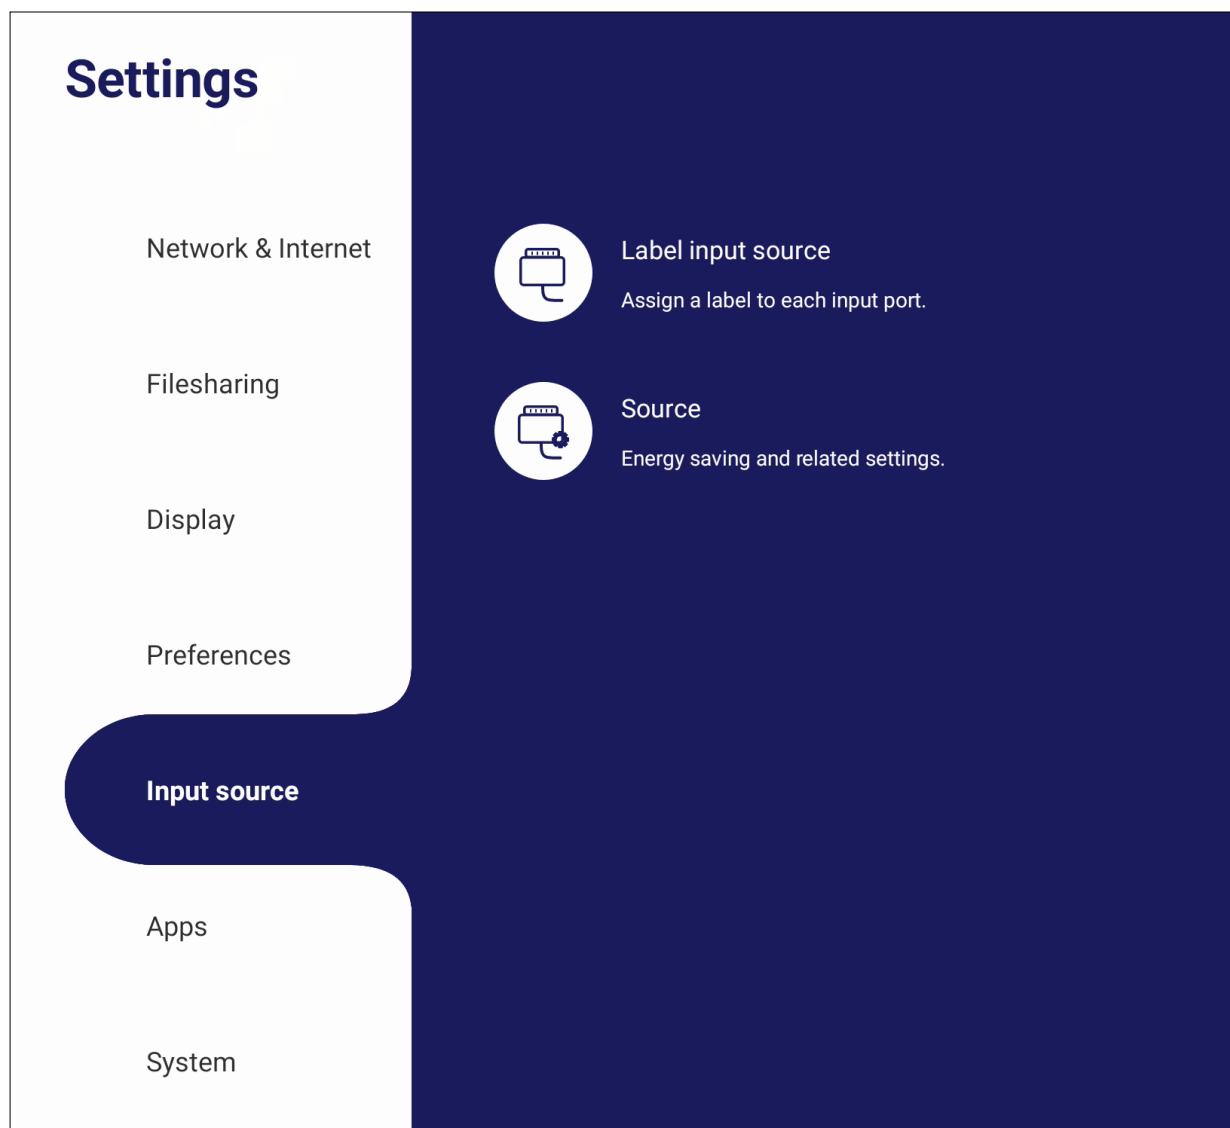 Settings
Network & Internet
Filesharing
Display
Preferences
Input source
Apps
System
Label input source
Assign a label to each input port.
Source
Energy saving and related settings.